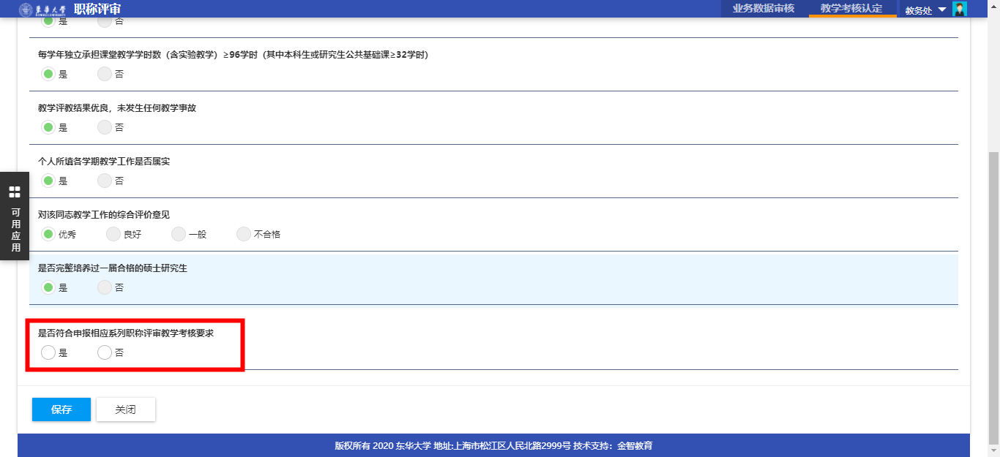 东华大学 职称评审 业务数据审核 教学考核认定 教务处
是 否
每学年独立承担课堂教学学时数（含实验教学）≥96学时（其中本科生或研究生公共基础课≥32学时）
是 否
教学评教结果优良，未发生任何教学事故
是 否
个人所填各学期教学工作是否属实
是 否
可用应用
对该同志教学工作的综合评价意见
优秀 良好 一般 不合格
是否完整培养过一届合格的硕士研究生
是 否
是否符合申报相应系列职称评审教学考核要求
是 否
保存 关闭
版权所有 2020 东华大学 地址:上海市松江区人民北路2999号 技术支持：金智教育